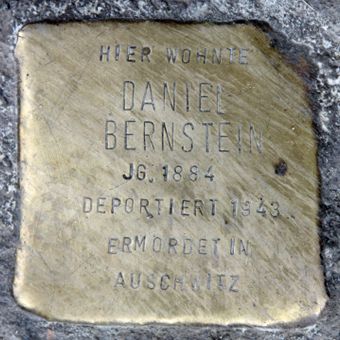 HIER WOHNTE
DANIEL
BERNSTEIN
JG. 1884
DEPORTIERT 1943
ERMORDET IN
AUSCHWITZ